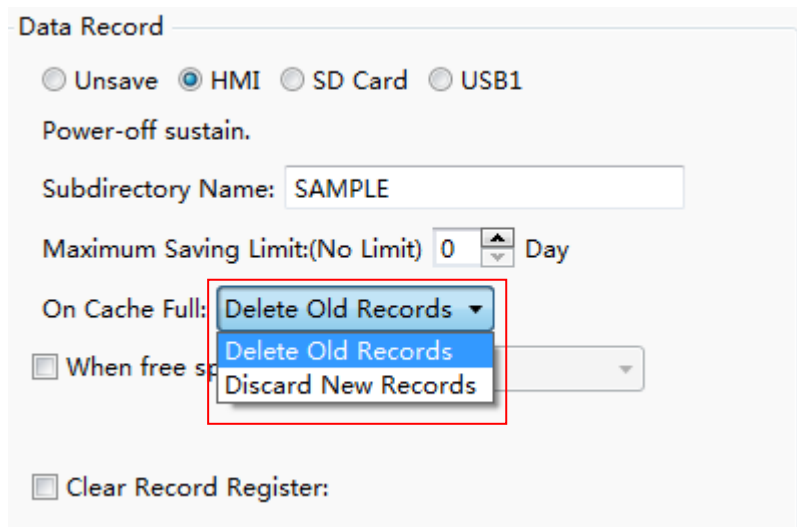 Data Record
Unsave HMI SD Card USB1
Power-off sustain.
Subdirectory Name: SAMPLE
Maximum Saving Limit:(No Limit) 0 Day
On Cache Full: Delete Old Records
Delete Old Records
When free
Discard New Records
Clear Record Register: